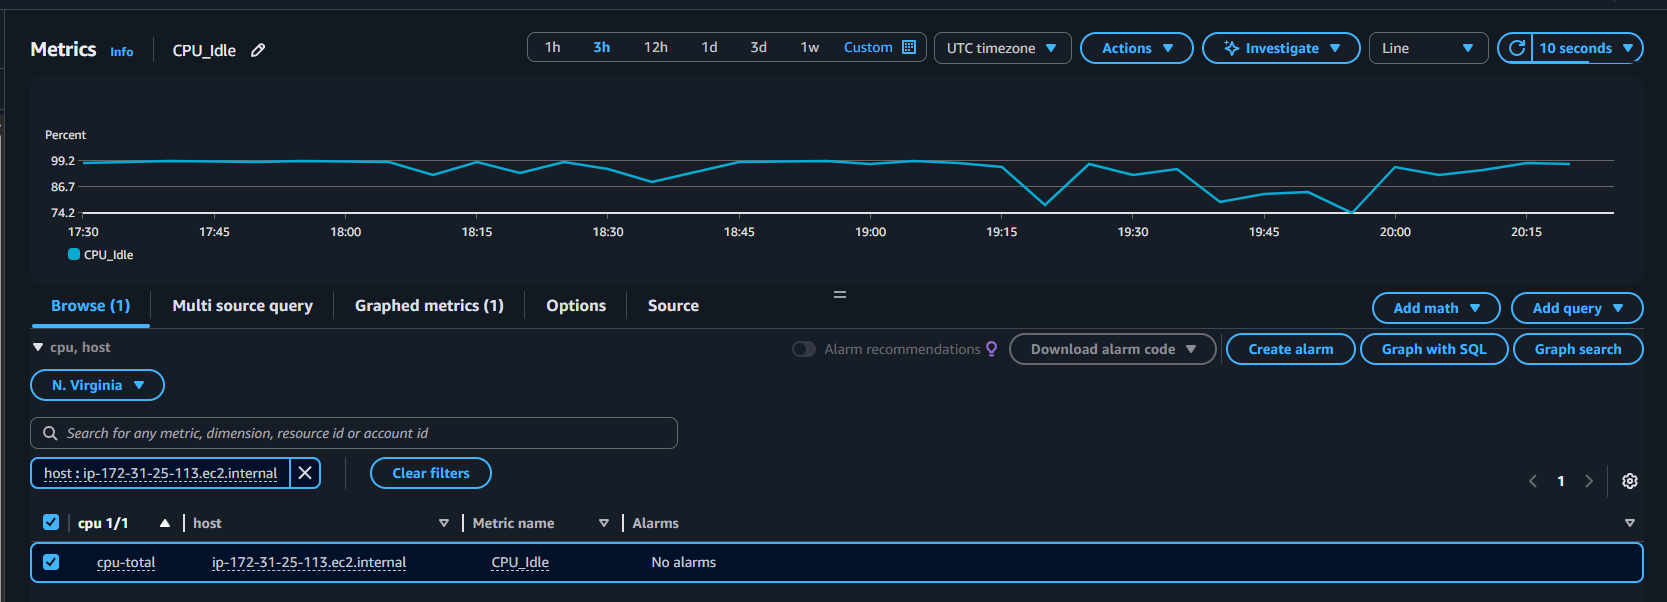 Metrics Info CPU_Idle 1h 3h 12h 1d 3d 1w Custom UTC timezone Actions Investigate Line 10 seconds
Percent
99.2
86.7
74.2
17:30 17:45 18:00 18:15 18:30 18:45 19:00 19:15 19:30 19:45 20:00 20:15
CPU_Idle
Browse (1) Multi source query Graphed metrics (1) Options Source Add math Add query
cpu, host Alarm recommendations Download alarm code Create alarm Graph with SQL Graph search
N. Virginia
Search for any metric, dimension, resource id or account id
host : ip-172-31-25-113.ec2.internal Clear filters 1
cpu 1/1 host Metric name Alarms
cpu-total ip-172-31-25-113.ec2.internal CPU_Idle No alarms